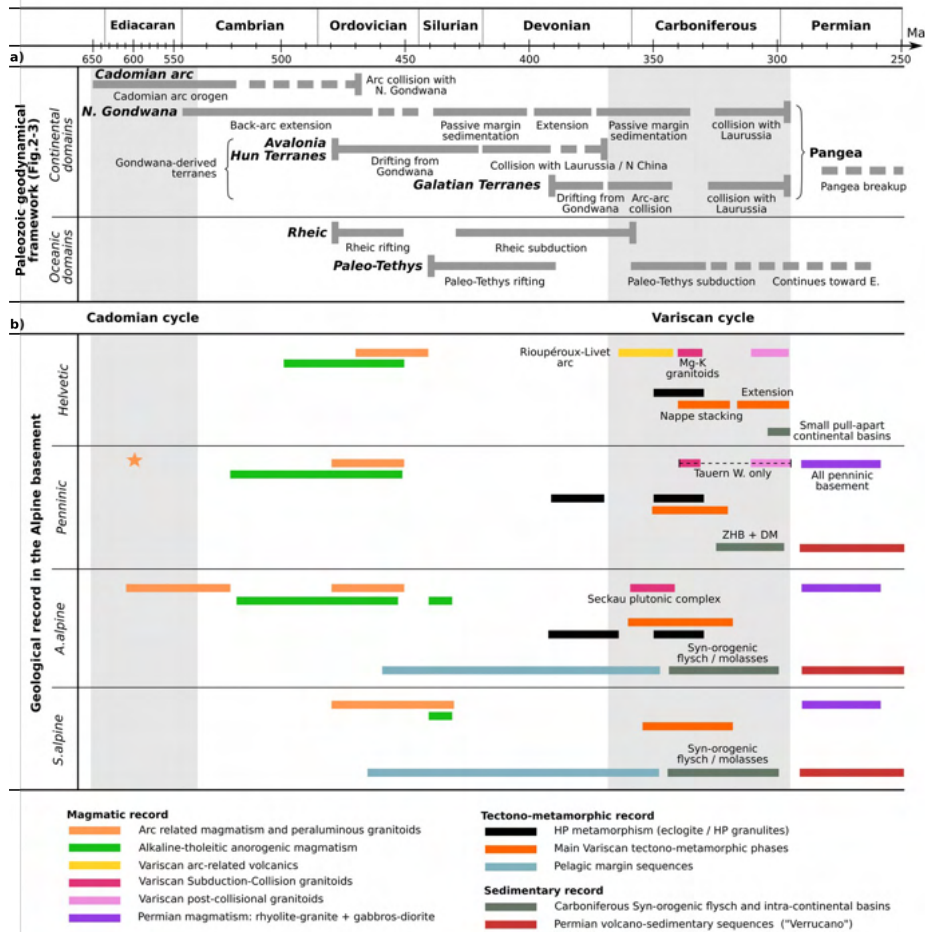 Ediacaran
Cambrian
Ordovician
Silurian
Devonian
Carboniferous
Permian
Ma
650
600
550
500
450
400
350
300
250
a)
Paleozoic geodynamical
framework (Fig.2-3)
Continental
domains
Cadomian arc
Cadomian arc orogen
Arc collision with
N. Gondwana
N. Gondwana
Back-arc extension
Passive margin
sedimentation
Extension
Passive margin
sedimentation
collision with
Laurussia
Gondwana-derived
terranes
Avalonia
Hun Terranes
Drifting from
Gondwana
Collision with Laurussia / N China
Galatian Terranes
Drifting from
Gondwana
Arc-arc
collision
collision with
Laurussia
Pangea
Pangea breakup
Oceanic
domains
Rheic
Rheic rifting
Rheic subduction
Paleo-Tethys
Paleo-Tethys rifting
Paleo-Tethys subduction
Continues toward E.
b)
Cadomian cycle
Variscan cycle
Geological record in the Alpine basement
Helvetic
Rioupéroux-Livet
arc
Mg-K
granitoids
Nappe stacking
Extension
Small pull-apart
continental basins
Penninic
Tauern W. only
All penninic
basement
ZHB + DM
A.alpine
Seckau plutonic complex
Syn-orogenic
flysch / molasses
S.alpine
Syn-orogenic
flysch / molasses
Magmatic record
Arc related magmatism and peraluminous granitoids
Alkaline-tholeitic anorogenic magmatism
Variscan arc-related volcanics
Variscan Subduction-Collision granitoids
Variscan post-collisional granitoids
Permian magmatism: rhyolite-granite + gabbros-diorite
Tectono-metamorphic record
HP metamorphism (eclogite / HP granulites)
Main Variscan tectono-metamorphic phases
Pelagic margin sequences
Sedimentary record
Carboniferous Syn-orogenic flysch and intra-continental basins
Permian volcano-sedimentary sequences ("Verrucano")